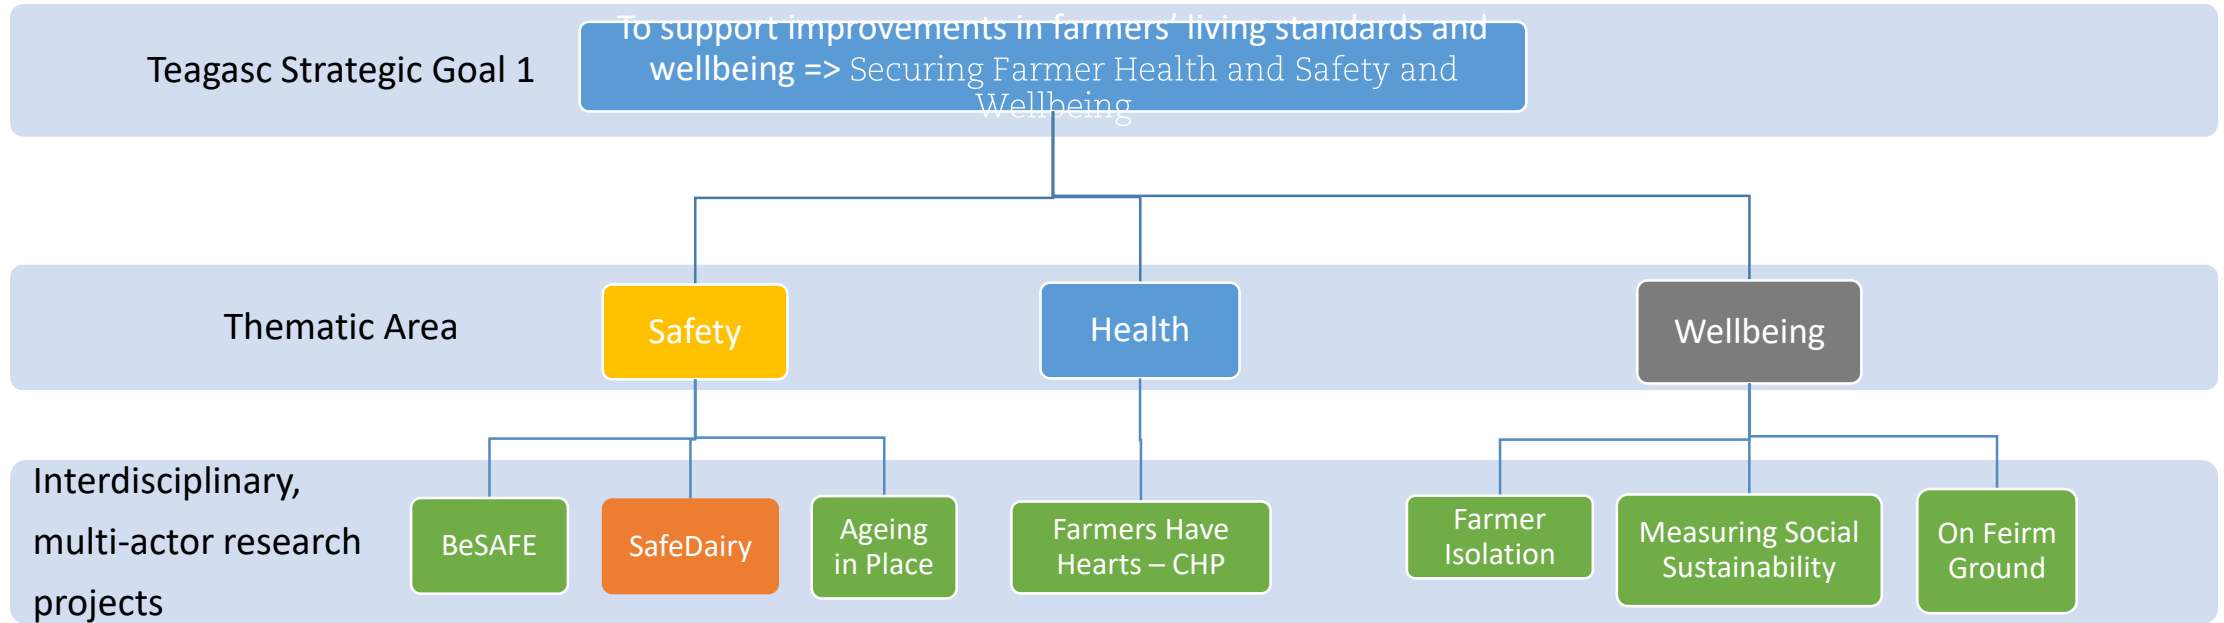 Teagasc Strategic Goal 1
To support improvements in farmers’ living standards and
wellbeing => Securing Farmer Health and Safety and
Wellbeing
Thematic Area
Safety
Health
Wellbeing
Interdisciplinary,
multi-actor research
projects
BeSAFE
SafeDairy
Ageing
in Place
Farmers Have
Hearts – CHP
Farmer
Isolation
Measuring Social
Sustainability
On Feirm
Ground